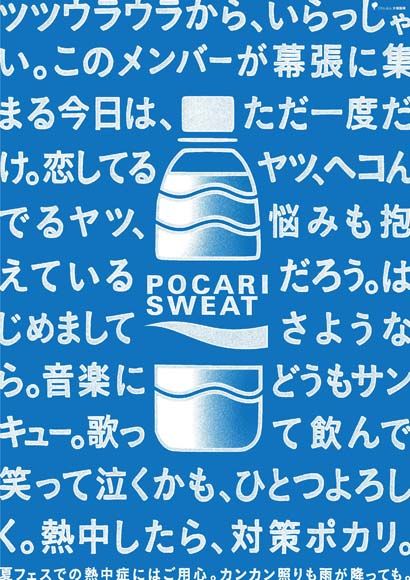 ツツウラウラから、いらっしゃ
い。このメンバーが幕張に集
まる今日は、ただ一度だ
け。恋してるヤツ、ヘコん
でるヤツ、悩みも抱
えているだろう。は
POCARI
SWEAT
じめましてさような
ら。音楽にどうもサン
キュー。歌って飲んで
笑って泣くかも、ひとつよろし
く。熱中したら、対策ポカリ。
夏フェスでの熱中症にはご用心。カンカン照りも雨が降っても、